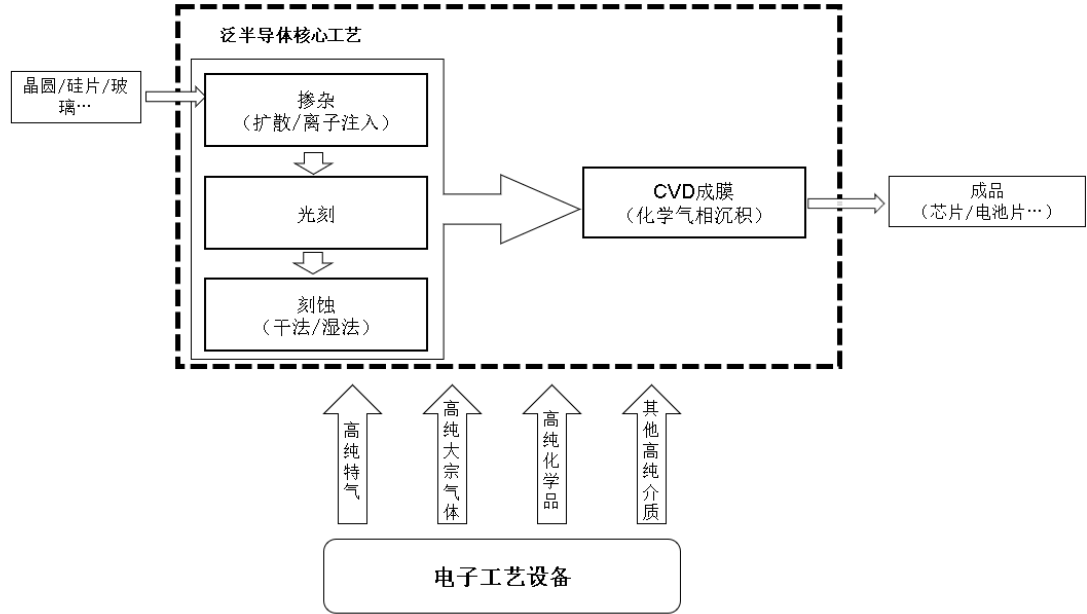 泛半导体核心工艺
晶圆/硅片/玻
璃…
掺杂
（扩散/离子注入）
光刻
刻蚀
（干法/湿法）
CVD成膜
（化学气相沉积）
成品
（芯片/电池片…）
高纯特气
高纯大宗气体
高纯化学品
其他高纯介质
电子工艺设备